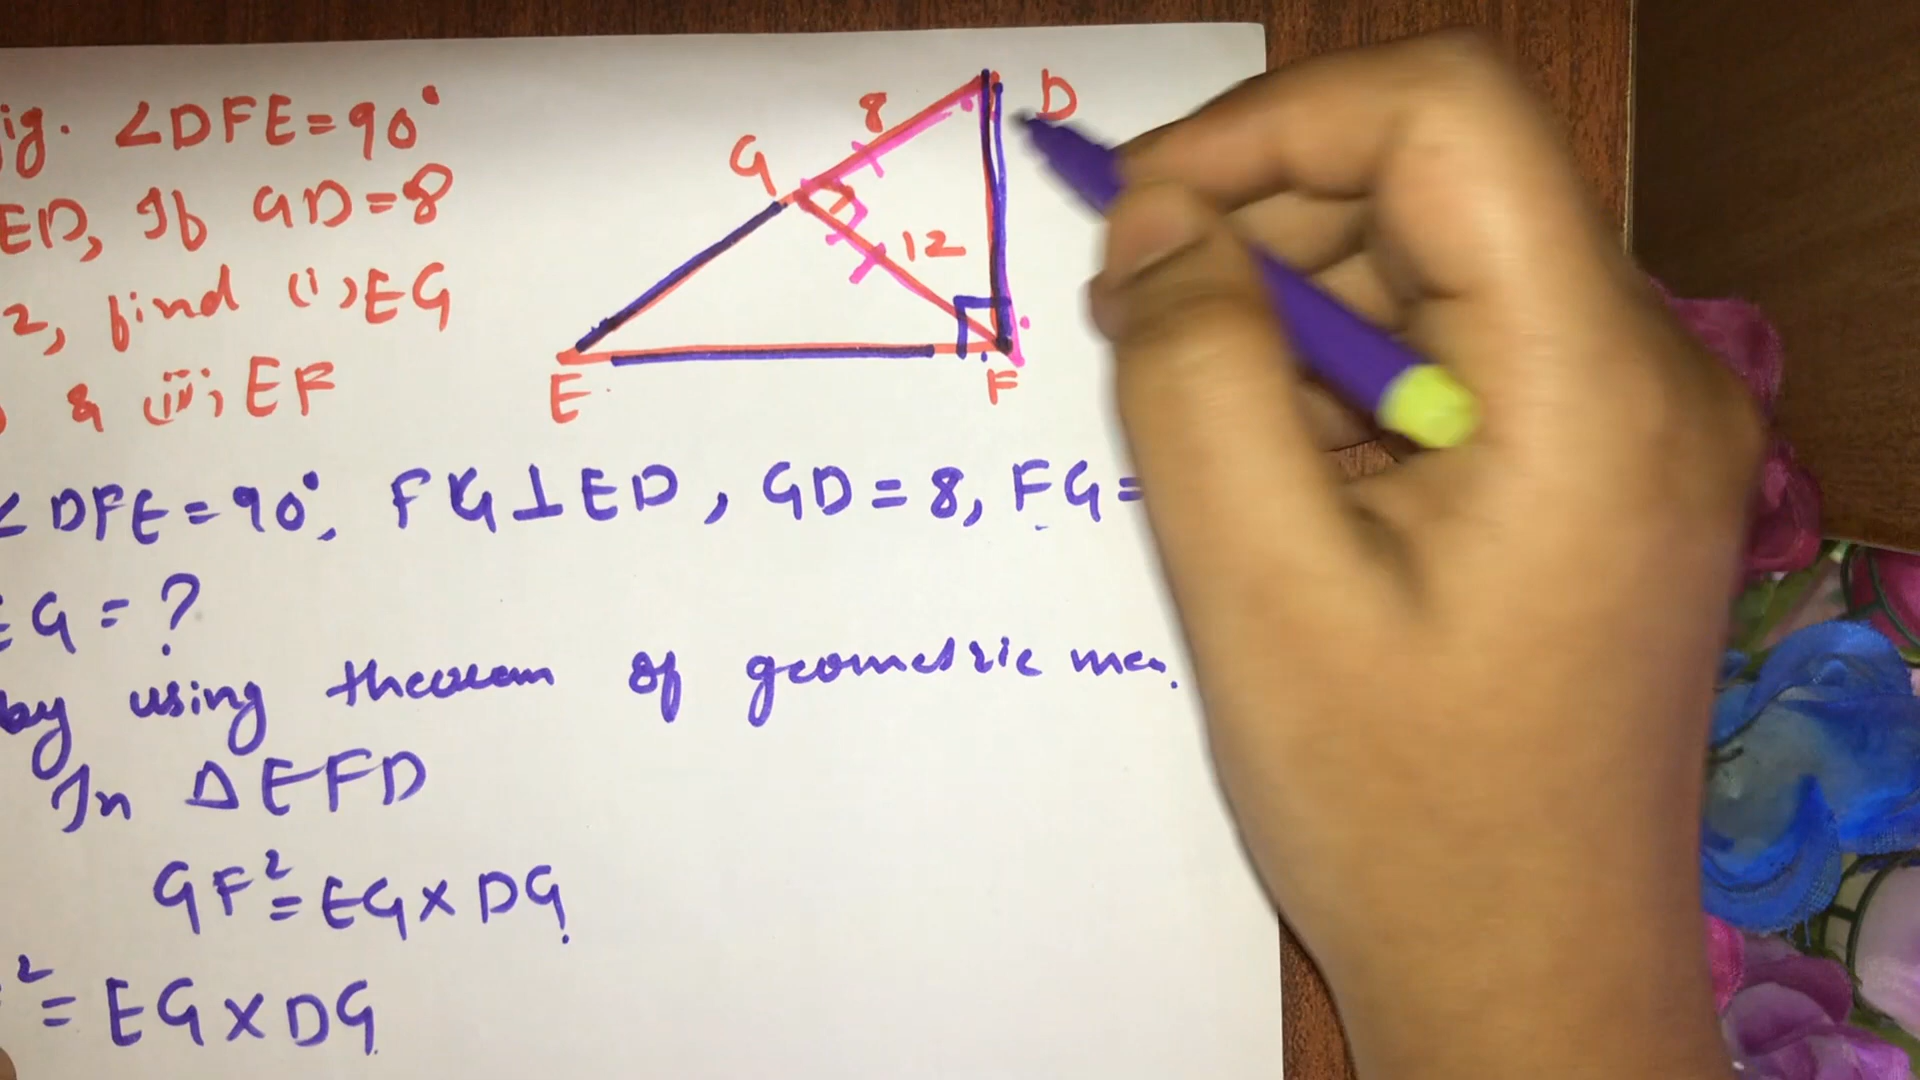 ig. ∠DFE=90°
ED, If GD=8
2, find (i) EG
& (iii) EF
8
D
G
12
E
F
∠DFE=90°, FG⊥ED, GD=8, FG=
EG=?
by using theorem of geometric mea.
In ΔEFD
GF²=EG×DG
²=EG×DG